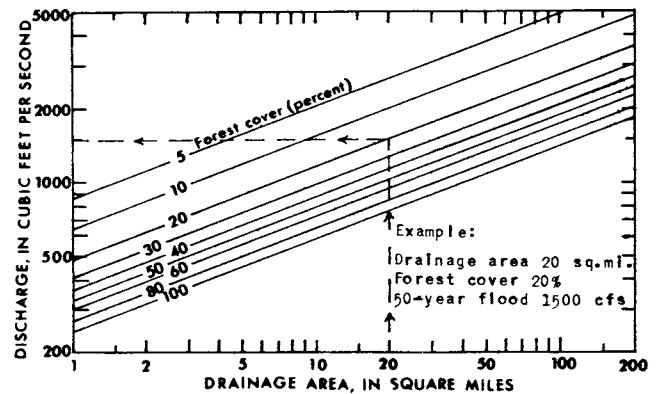 DISCHARGE, IN CUBIC FEET PER SECOND
5000
2000
1000
500
200
Forest cover (percent)
5
10
20
30
40
50
60
80
100
Example:
Drainage area 20 sq.mi.
Forest cover 20%
50-year flood 1500 cfs
1 2 5 10 20 50 100 200
DRAINAGE AREA, IN SQUARE MILES